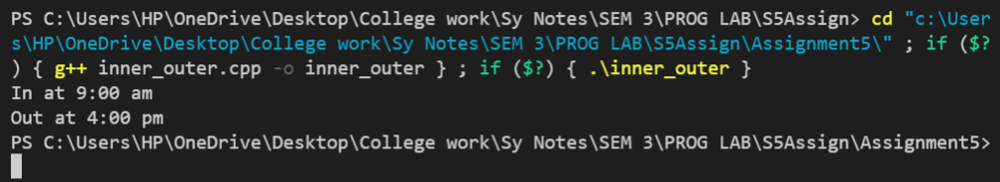 PS C:\Users\HP\OneDrive\Desktop\College work\Sy Notes\SEM 3\PROG LAB\S5Assign> cd "c:\User
s\HP\OneDrive\Desktop\College work\Sy Notes\SEM 3\PROG LAB\S5Assign\Assignment5\" ; if ($?
) { g++ inner_outer.cpp -o inner_outer } ; if ($?) { .\inner_outer }
In at 9:00 am
Out at 4:00 pm
PS C:\Users\HP\OneDrive\Desktop\College work\Sy Notes\SEM 3\PROG LAB\S5Assign\Assignment5>